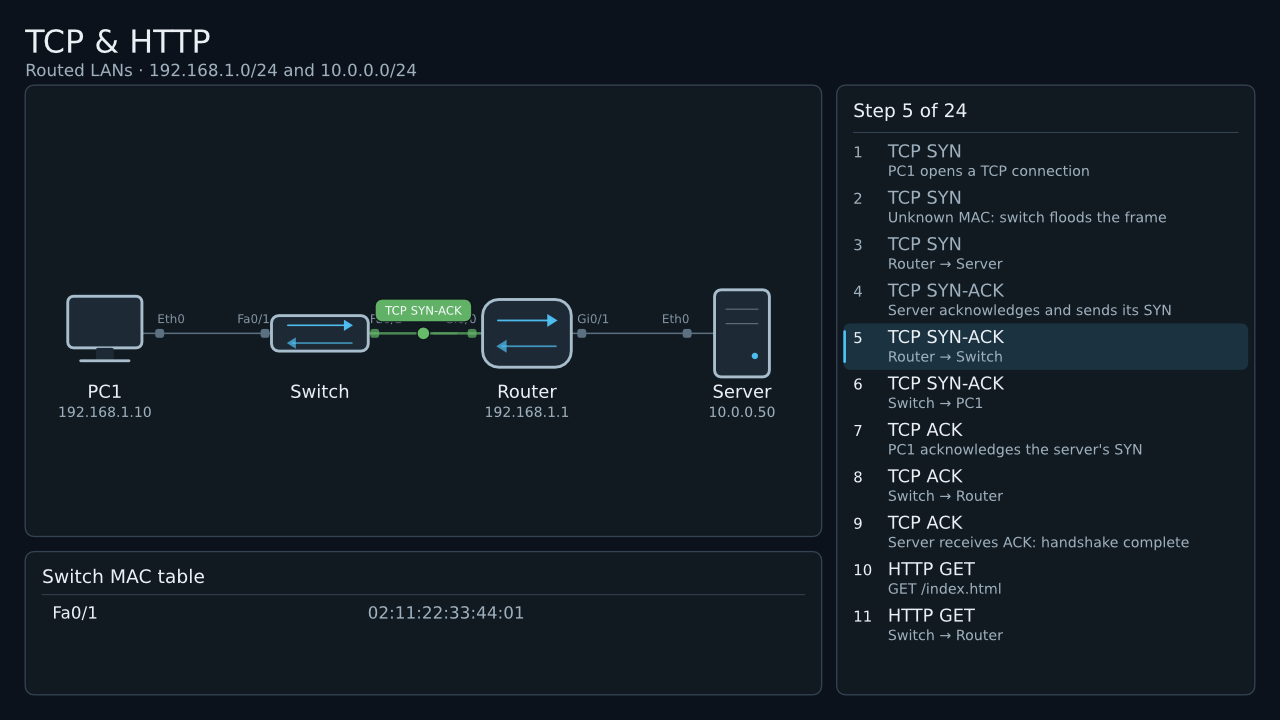 TCP & HTTP
Routed LANs · 192.168.1.0/24 and 10.0.0.0/24
TCP SYN-ACK
Eth0
Fa0/1
Gi0/1
Eth0
PC1
192.168.1.10
Switch
Router
192.168.1.1
Server
10.0.0.50
Switch MAC table
Fa0/1 02:11:22:33:44:01
Step 5 of 24
1 TCP SYN
PC1 opens a TCP connection
2 TCP SYN
Unknown MAC: switch floods the frame
3 TCP SYN
Router → Server
4 TCP SYN-ACK
Server acknowledges and sends its SYN
5 TCP SYN-ACK
Router → Switch
6 TCP SYN-ACK
Switch → PC1
7 TCP ACK
PC1 acknowledges the server's SYN
8 TCP ACK
Switch → Router
9 TCP ACK
Server receives ACK: handshake complete
10 HTTP GET
GET /index.html
11 HTTP GET
Switch → Router